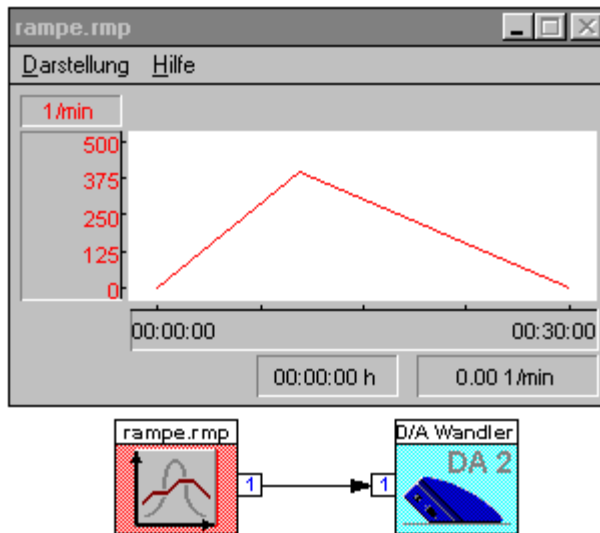 rampe.rmp
Darstellung Hilfe
1/min
500
375
250
125
0
00:00:00 00:30:00
00:00:00 h 0.00 1/min
rampe.rmp D/A Wandler
DA 2
1 1